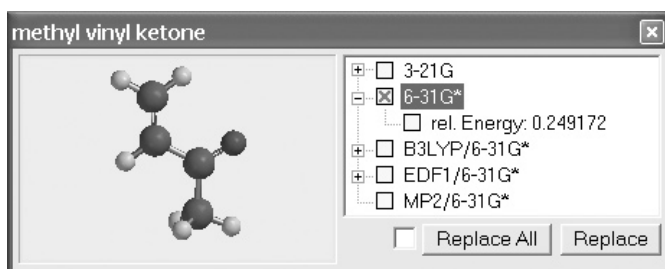 methyl vinyl ketone
3-21G
6-31G*
rel. Energy: 0.249172
B3LYP/6-31G*
EDF1/6-31G*
MP2/6-31G*
Replace All Replace